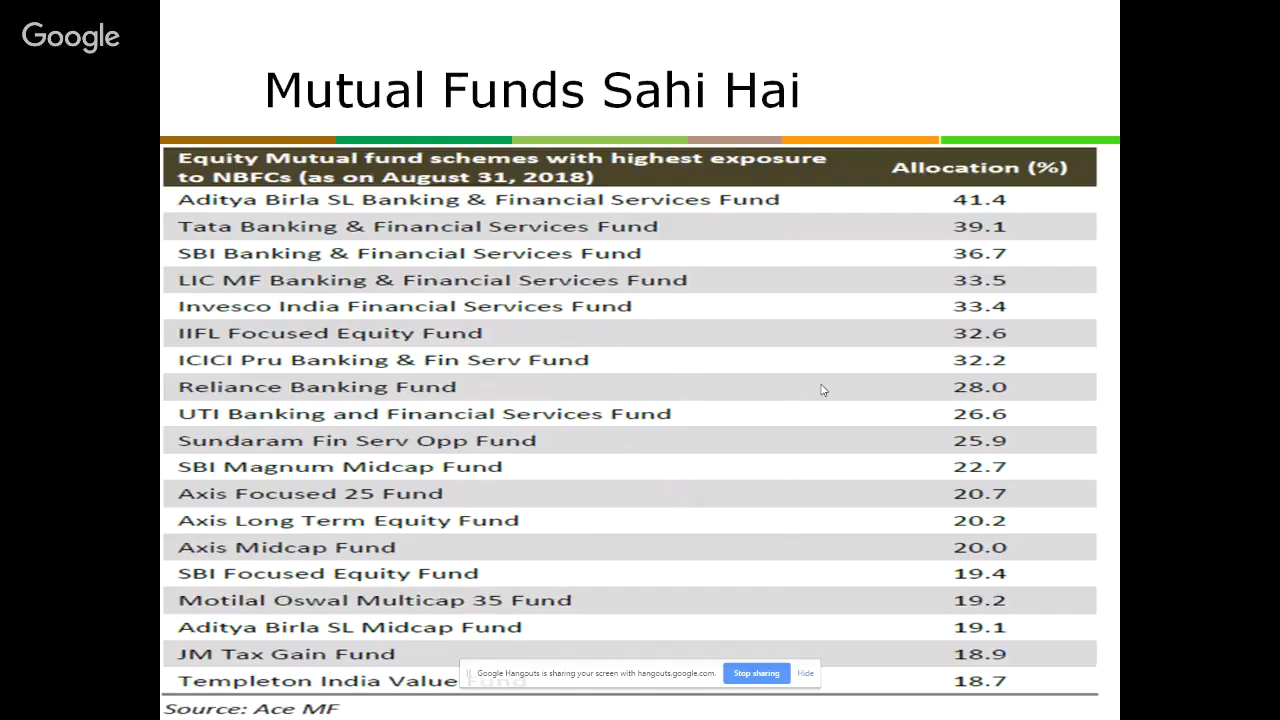 Google
Mutual Funds Sahi Hai
Equity Mutual fund schemes with highest exposure
to NBFCs (as on August 31, 2018) Allocation (%)
Aditya Birla SL Banking & Financial Services Fund 41.4
Tata Banking & Financial Services Fund 39.1
SBI Banking & Financial Services Fund 36.7
LIC MF Banking & Financial Services Fund 33.5
Invesco India Financial Services Fund 33.4
IIFL Focused Equity Fund 32.6
ICICI Pru Banking & Fin Serv Fund 32.2
Reliance Banking Fund 28.0
UTI Banking and Financial Services Fund 26.6
Sundaram Fin Serv Opp Fund 25.9
SBI Magnum Midcap Fund 22.7
Axis Focused 25 Fund 20.7
Axis Long Term Equity Fund 20.2
Axis Midcap Fund 20.0
SBI Focused Equity Fund 19.4
Motilal Oswal Multicap 35 Fund 19.2
Aditya Birla SL Midcap Fund 19.1
JM Tax Gain Fund 18.9
Google Hangouts is sharing your screen with hangouts.google.com. Stop sharing Hide
Templeton India Value Fund 18.7
Source: Ace MF